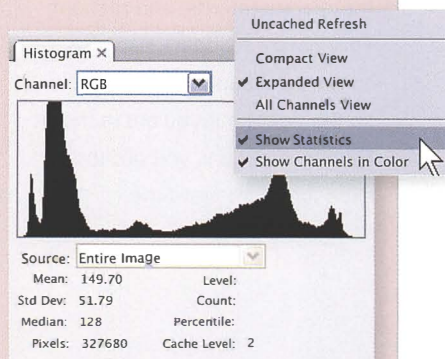 Uncached Refresh
Compact View
✔ Expanded View
All Channels View
✔ Show Statistics
✔ Show Channels in Color
Histogram ×
Channel: RGB
Source: Entire Image
Mean: 149.70 Level:
Std Dev: 51.79 Count:
Median: 128 Percentile:
Pixels: 327680 Cache Level: 2